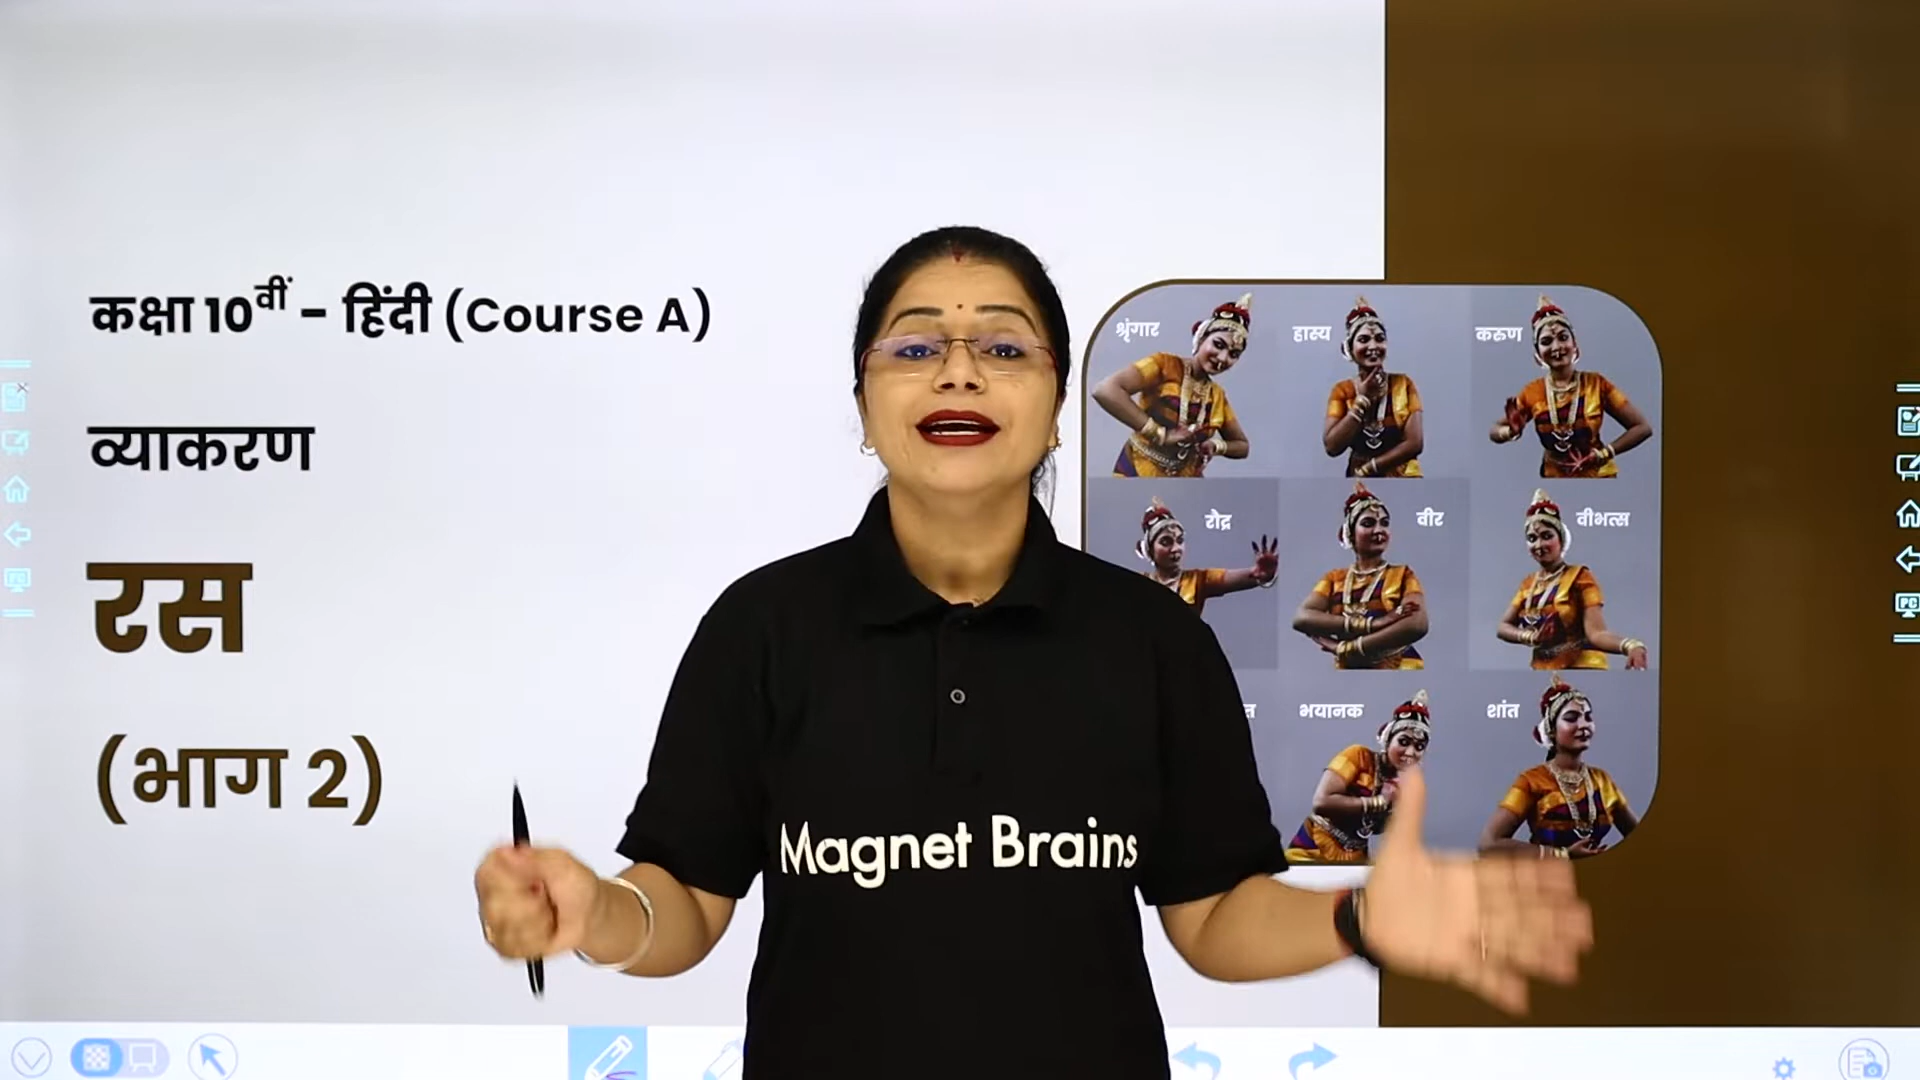 कक्षा 10वीं - हिंदी (Course A)
व्याकरण
रस
(भाग 2)
श्रृंगार
हास्य
करुण
रौद्र
वीर
वीभत्स
भयानक
शांत
Magnet Brains